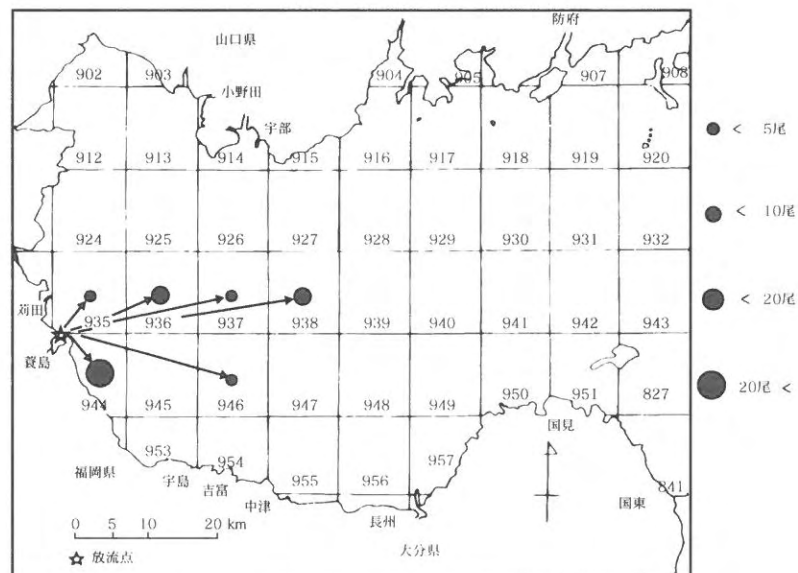 防府
山口県
902 903 904 905 907 908
小野田
宇部
912 913 914 915 916 917 918 919 920
924 925 926 927 928 929 930 931 932
苅田
935 936 937 938 939 940 941 942 943
蓑島
944 945 946 947 948 949 950 951 827
国見
福岡県
953 954 955 956 957 841
宇島
吉富
中津
長州
国東
大分県
0 5 10 20 km
☆ 放流点
< 5尾
< 10尾
< 20尾
20尾 <